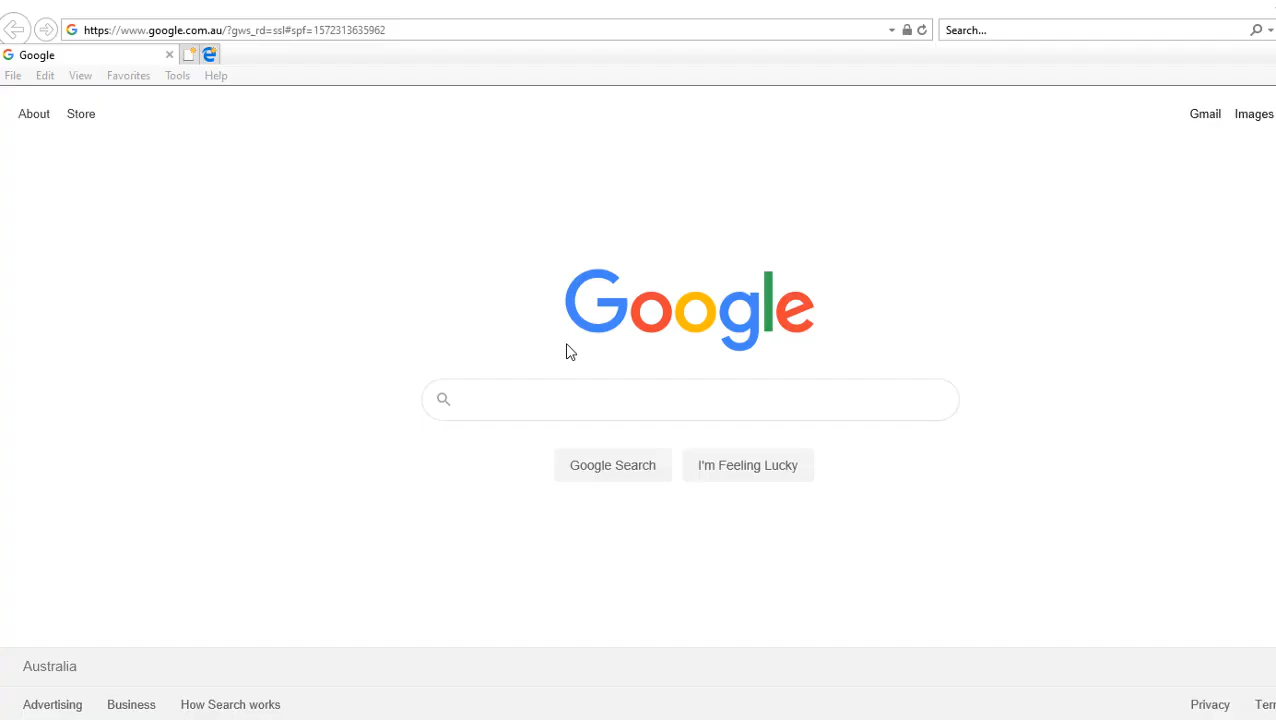 https://www.google.com.au/?gws_rd=ssl#spf=1572313635962
Search...
Google
File Edit View Favorites Tools Help
About Store
Gmail Images
Google
Google Search I'm Feeling Lucky
Australia
Advertising Business How Search works
Privacy